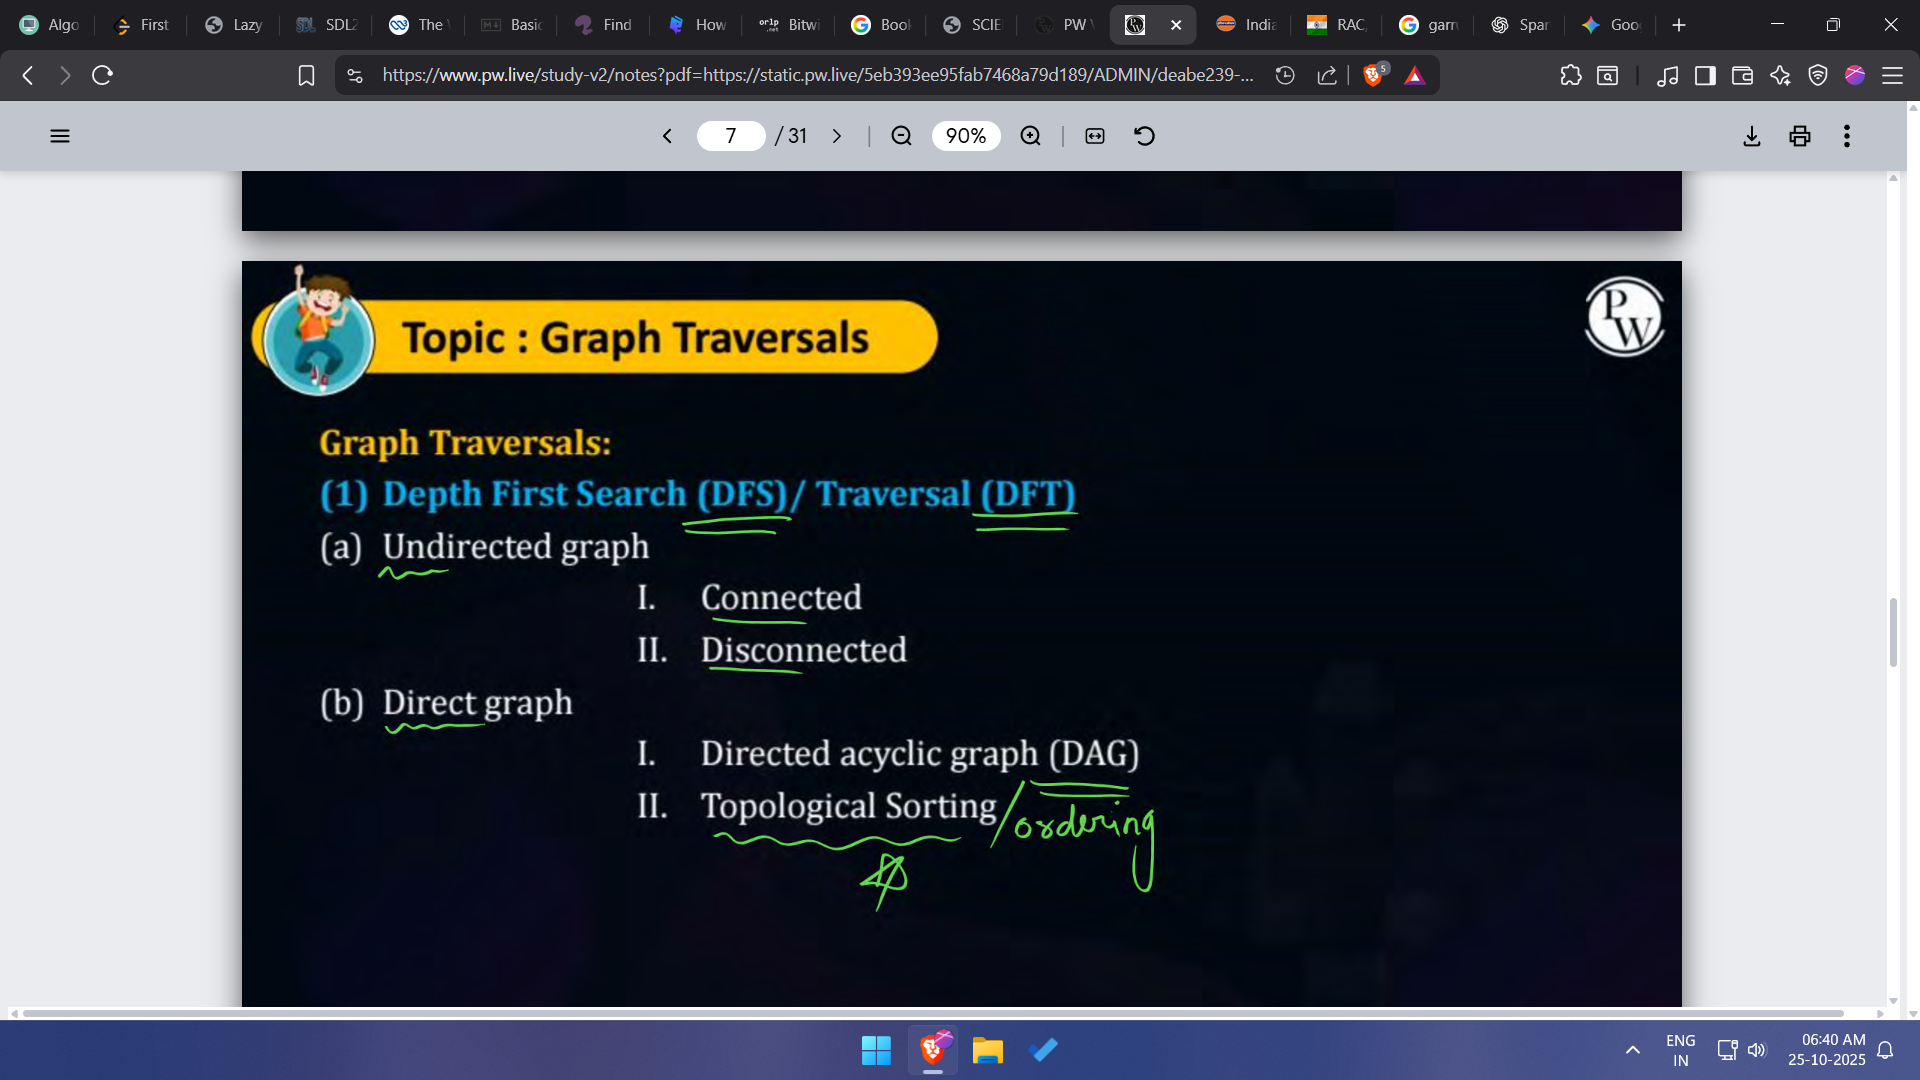 Algo
First
Lazy
SDL2
The
Basic
Find
How
Bitwi
Book
SCIE
PW
India
RAC,
garru
Spar
Goo
https://www.pw.live/study-v2/notes?pdf=https://static.pw.live/5eb393ee95fab7468a79d189/ADMIN/deabe239-...
5
7 / 31
90%
Topic : Graph Traversals
PW
Graph Traversals:
(1) Depth First Search (DFS)/ Traversal (DFT)
(a) Undirected graph
I. Connected
II. Disconnected
(b) Direct graph
I. Directed acyclic graph (DAG)
II. Topological Sorting /ordering
ENG
IN
06:40 AM
25-10-2025